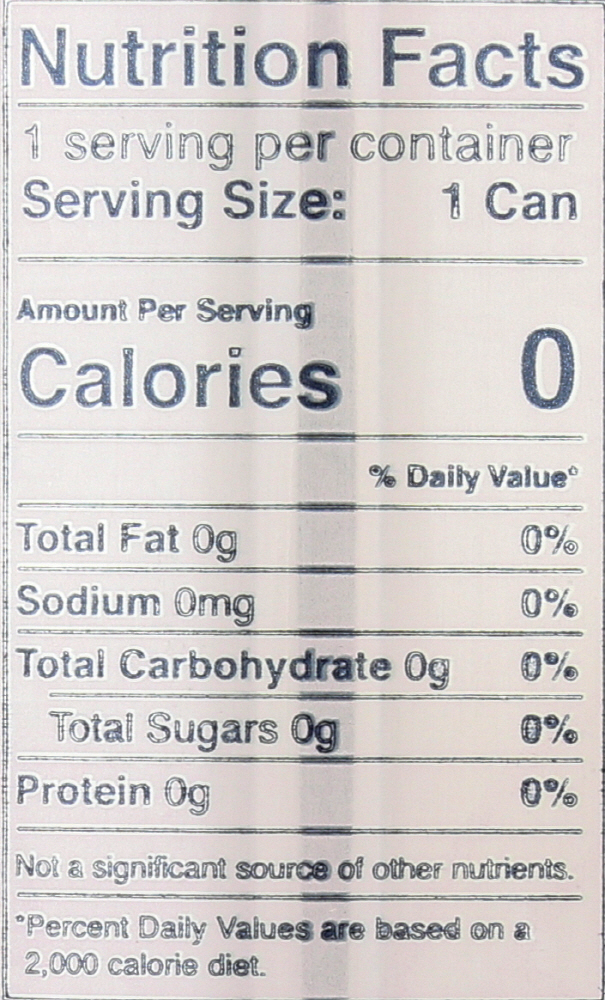 Nutrition Facts
1 serving per container
Serving Size: 1 Can
Amount Per Serving
Calories 0
% Daily Value*
Total Fat 0g 0%
Sodium 0mg 0%
Total Carbohydrate 0g 0%
Total Sugars 0g 0%
Protein 0g 0%
Not a significant source of other nutrients.
*Percent Daily Values are based on a
2,000 calorie diet.